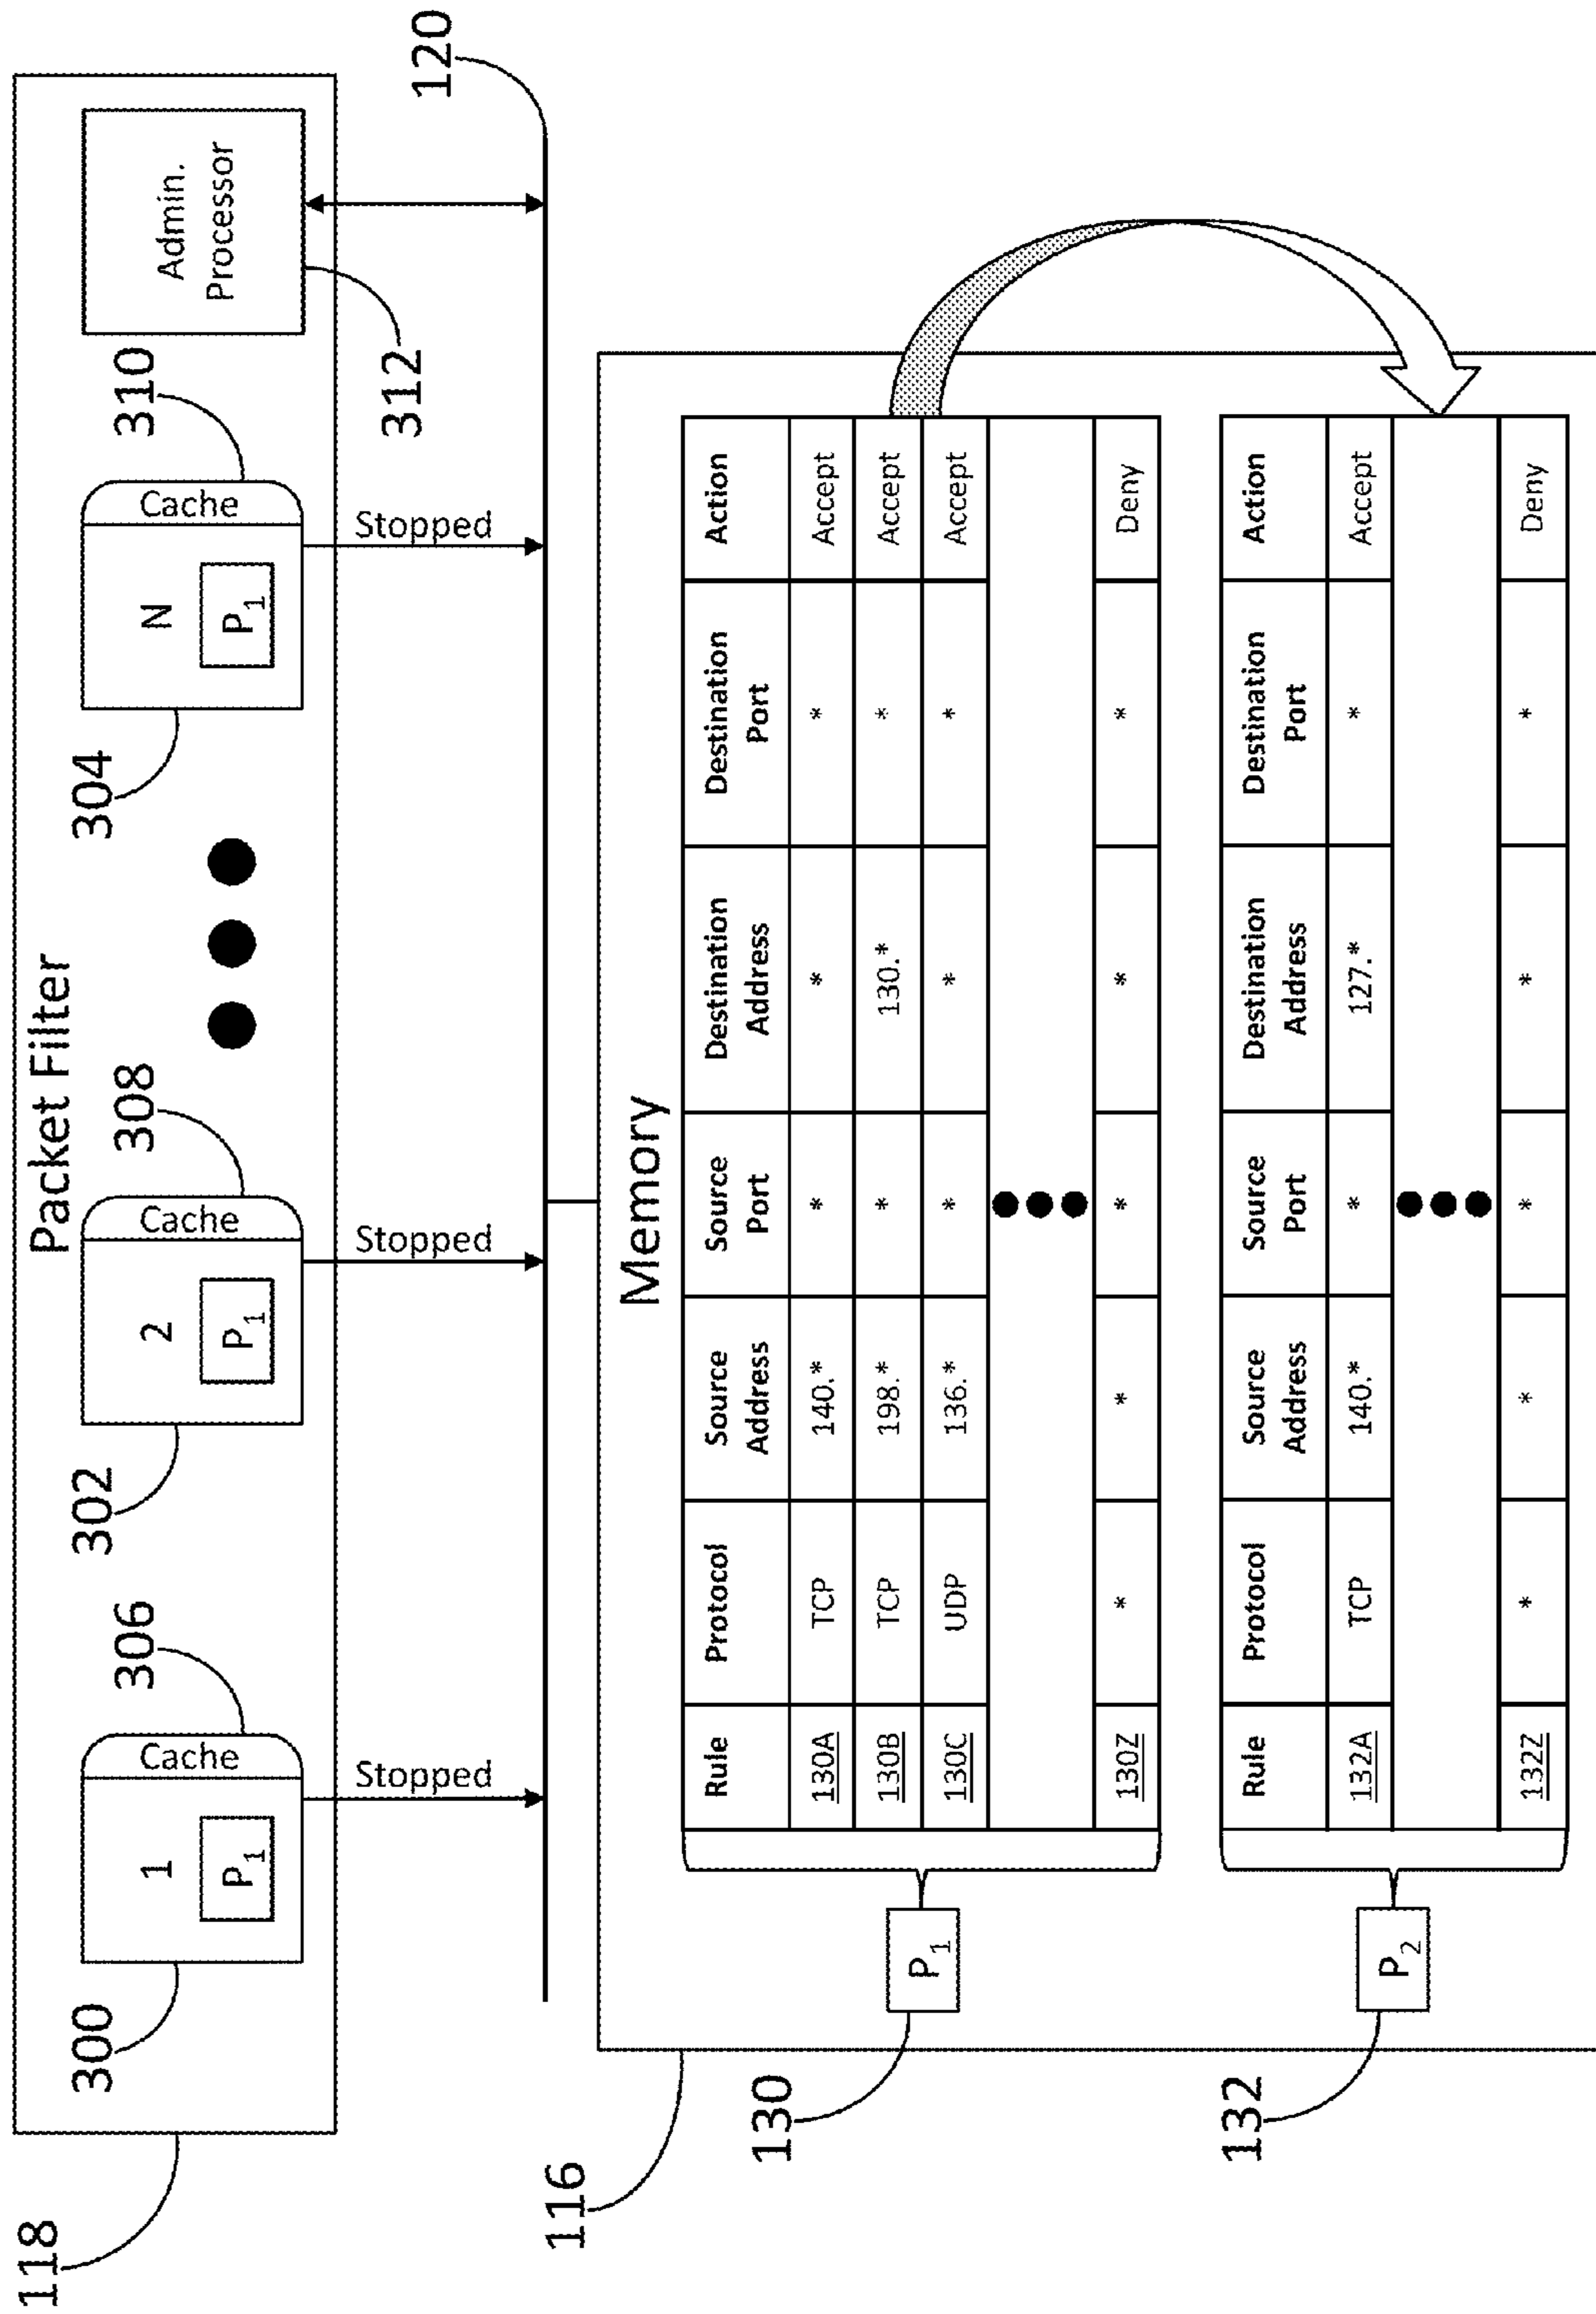 118
Packet Filter
300
306
302
308
304
310
1
Cache
P1
2
Cache
P1
N
Cache
P1
Admin.
Processor
312
Stopped
Stopped
Stopped
120
116
Memory
130
P1
Rule Protocol Source Address Source Port Destination Address Destination Port Action
130A TCP 140.* * * * Accept
130B TCP 198.* * 130.* * Accept
130C UDP 136.* * * * Accept
130Z * * * * * Deny
132
P2
Rule Protocol Source Address Source Port Destination Address Destination Port Action
132A TCP 140.* * 127.* * Accept
132Z * * * * * Deny